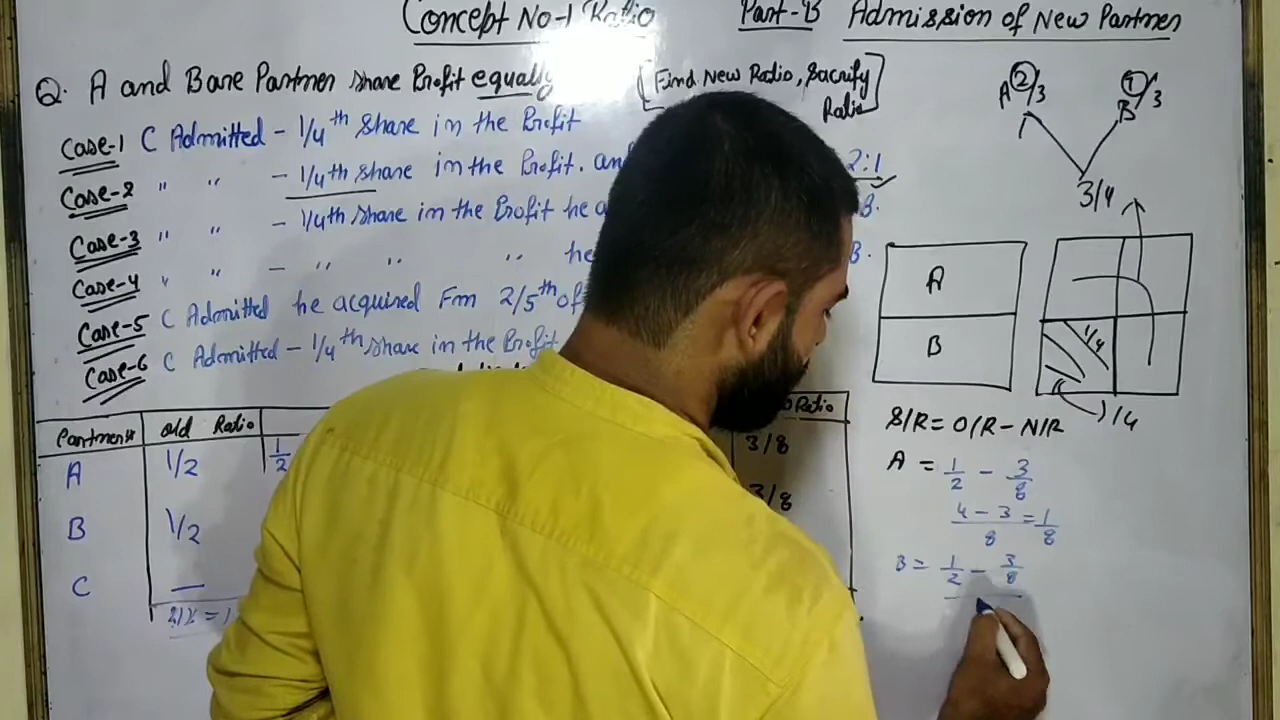 Concept No-1 Ratio Part-B Admission of New Partner
Q. A and B are Partner share Profit equally [Find New Ratio, Sacrify
Ratio]
Case-1 C Admitted - 1/4th share in the Profit
Case-2 " " - 1/4th share in the Profit. and 2:1
Case-3 " " - 1/4th share in the Profit he a B.
Case-4 " " - " " " he B.
Case-5 C Admitted he acquired Fm 2/5th of
Case-6 C Admitted - 1/4th share in the Profit
Partners Old Ratio Ratio
A 1/2 1/2 3/8
B 1/2 3/8
C —
A 2/3 B 1/3
3/4
A
B
1/4
1/4
S/R = O/R - N/R
A = 1/2 - 3/8
4 - 3/8 = 1/8
B = 1/2 - 3/8